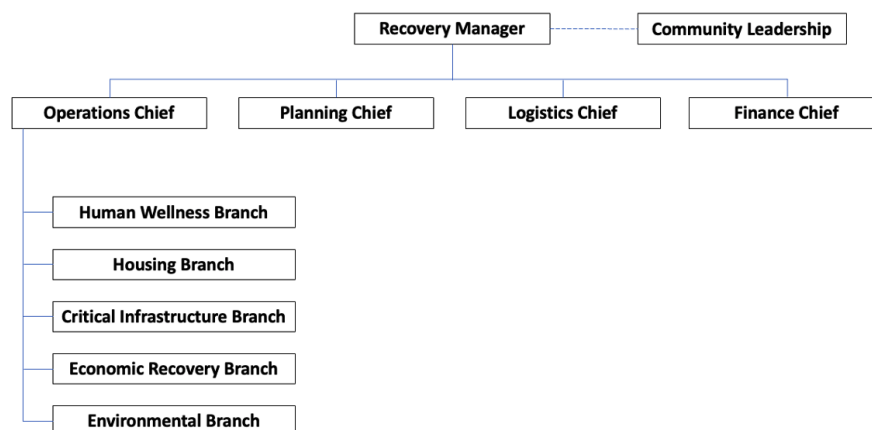 Recovery Manager
Community Leadership
Operations Chief
Planning Chief
Logistics Chief
Finance Chief
Human Wellness Branch
Housing Branch
Critical Infrastructure Branch
Economic Recovery Branch
Environmental Branch